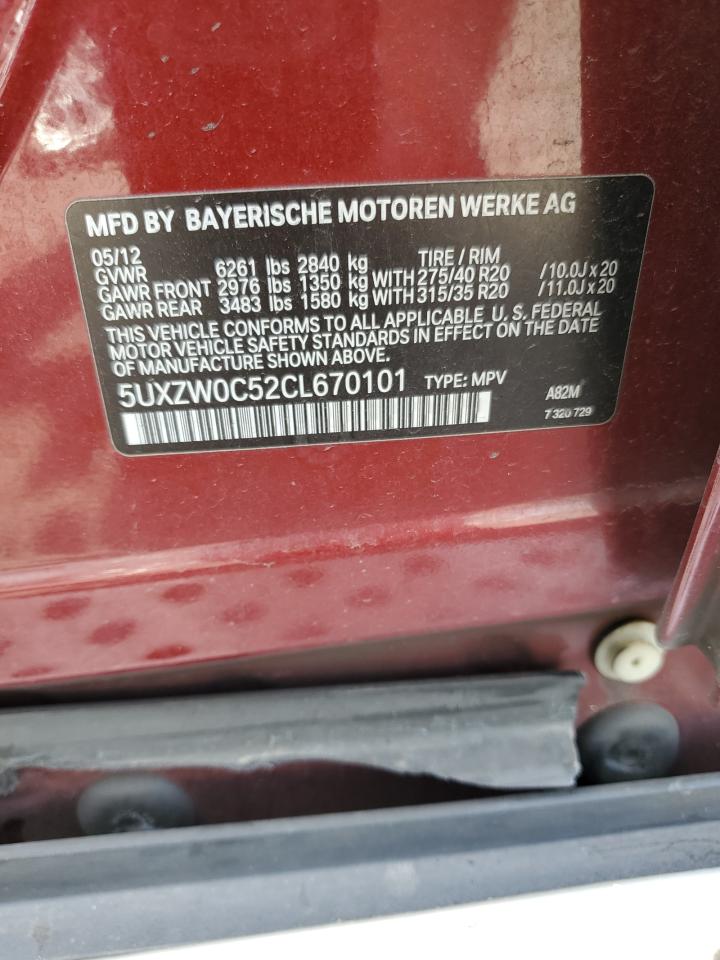 MFD BY BAYERISCHE MOTOREN WERKE AG
05/12 TIRE / RIM
GVWR 6261 lbs 2840 kg
GAWR FRONT 2976 lbs 1350 kg WITH 275/40 R20 /10.0J x 20
GAWR REAR 3483 lbs 1580 kg WITH 315/35 R20 /11.0J x 20
THIS VEHICLE CONFORMS TO ALL APPLICABLE U. S. FEDERAL
MOTOR VEHICLE SAFETY STANDARDS IN EFFECT ON THE DATE
OF MANUFACTURE SHOWN ABOVE.
5UXZW0C52CL670101 TYPE: MPV A82M
7 320 729